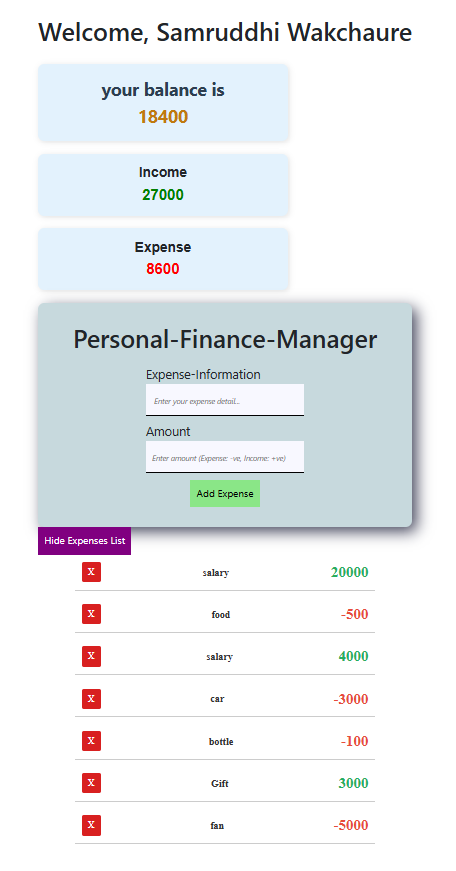 Welcome, Samruddhi Wakchaure
your balance is
18400
Income
27000
Expense
8600
Personal-Finance-Manager
Expense-Information
Enter your expense detail...
Amount
Enter amount (Expense: -ve, Income: +ve)
Add Expense
Hide Expenses List
X salary 20000
X food -500
X salary 4000
X car -3000
X bottle -100
X Gift 3000
X fan -5000